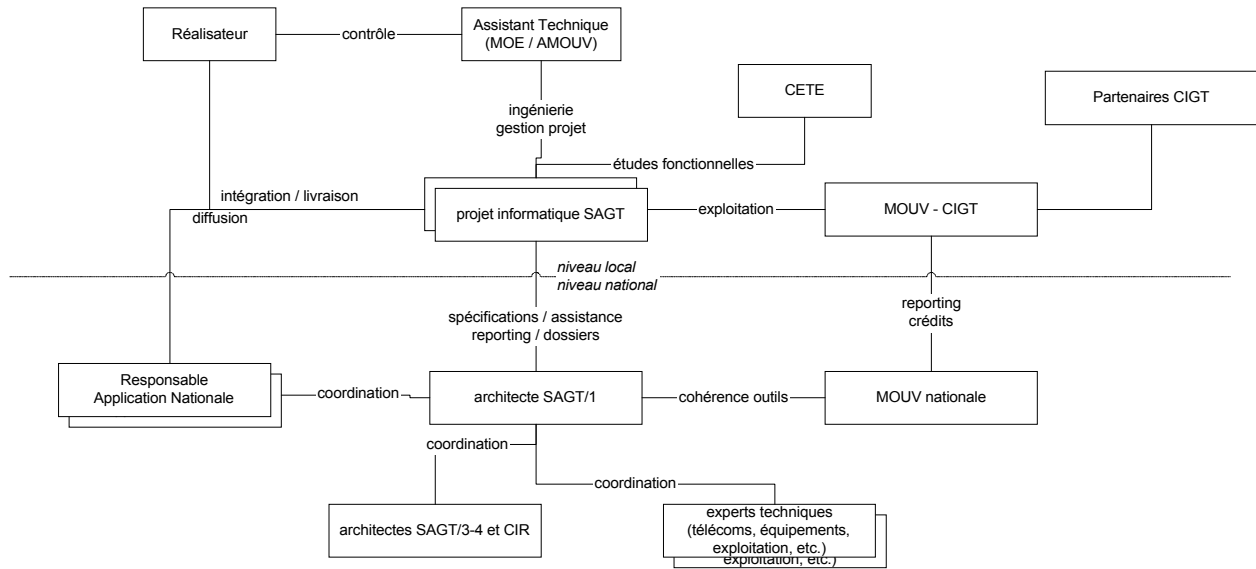 Réalisateur
contrôle
Assistant Technique
(MOE / AMOUV)
CETE
Partenaires CIGT
ingénierie
gestion projet
études fonctionnelles
intégration / livraison
diffusion
projet informatique SAGT
exploitation
MOUV - CIGT
niveau local
niveau national
spécifications / assistance
reporting / dossiers
reporting
crédits
Responsable
Application Nationale
coordination
architecte SAGT/1
cohérence outils
MOUV nationale
coordination
coordination
architectes SAGT/3-4 et CIR
experts techniques
(télécoms, équipements,
exploitation, etc.)
exploitation, etc.)